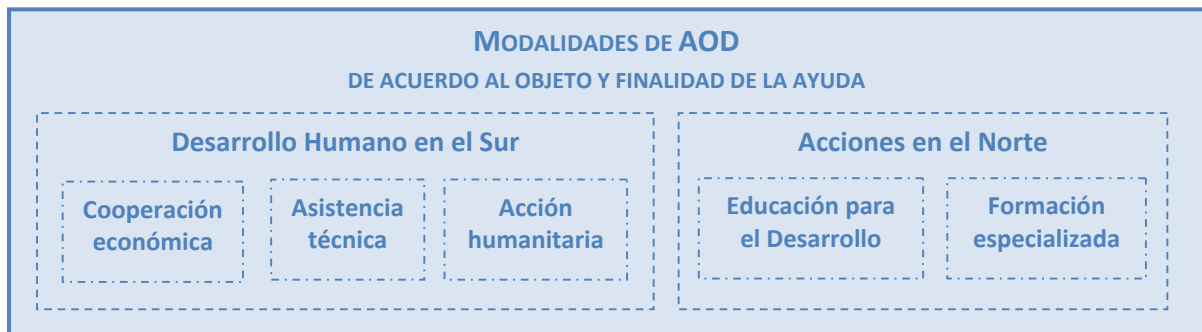 MODALIDADES DE AOD
DE ACUERDO AL OBJETO Y FINALIDAD DE LA AYUDA
Desarrollo Humano en el Sur
Cooperación
económica
Asistencia
técnica
Acción
humanitaria
Acciones en el Norte
Educación para
el Desarrollo
Formación
especializada